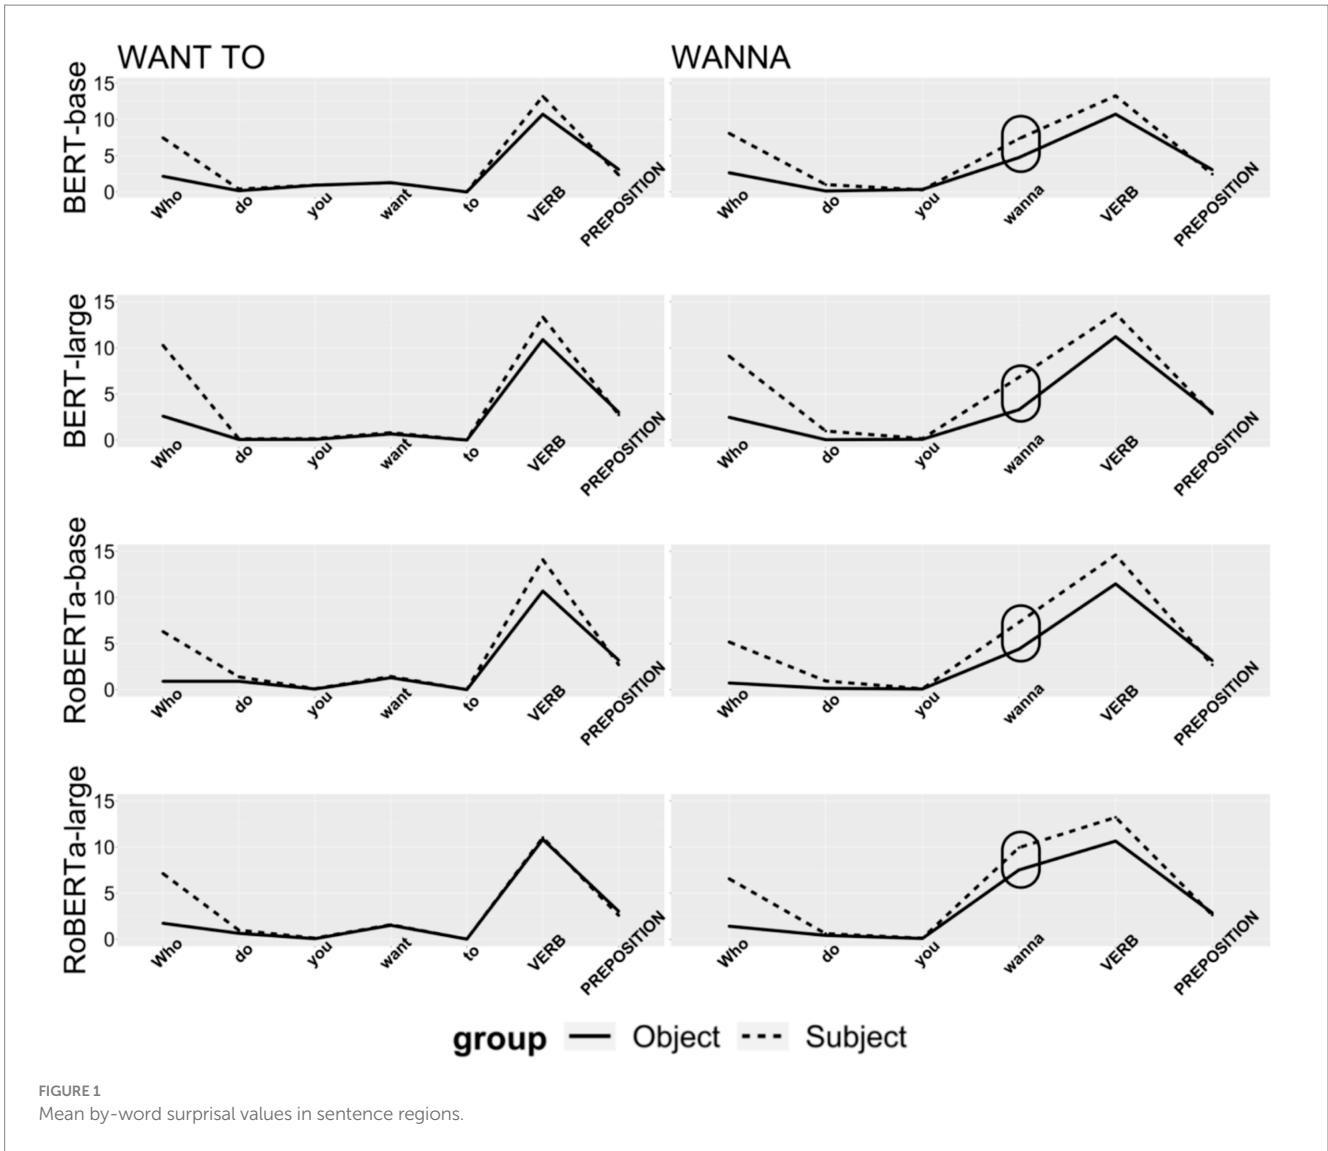 WANT TO WANNA
BERT-base
15
10
5
0
Who do you want to VERB PREPOSITION
Who do you wanna VERB PREPOSITION
BERT-large
15
10
5
0
Who do you want to VERB PREPOSITION
Who do you wanna VERB PREPOSITION
RoBERTa-base
15
10
5
0
Who do you want to VERB PREPOSITION
Who do you wanna VERB PREPOSITION
RoBERTa-large
15
10
5
0
Who do you want to VERB PREPOSITION
Who do you wanna VERB PREPOSITION
group Object Subject
FIGURE 1
Mean by-word surprisal values in sentence regions.